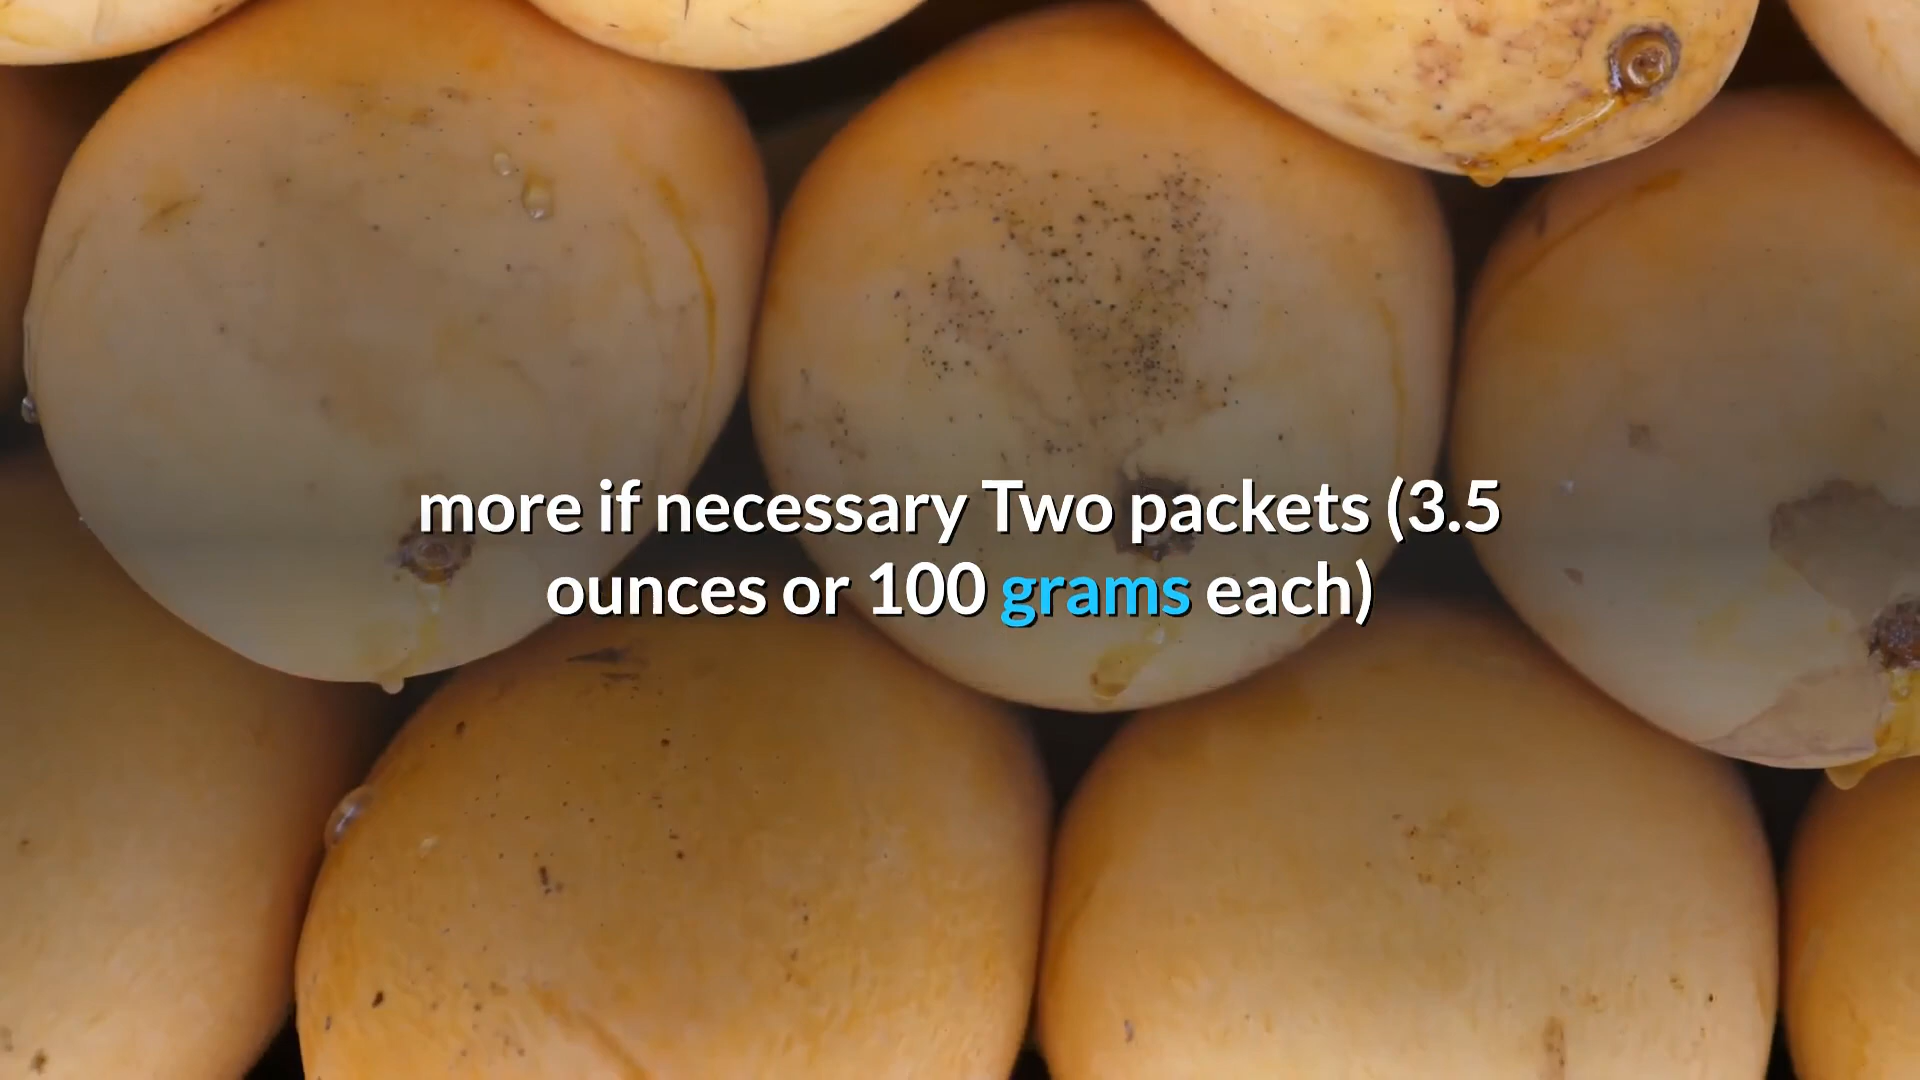 more if necessary Two packets (3.5
ounces or 100 grams each)